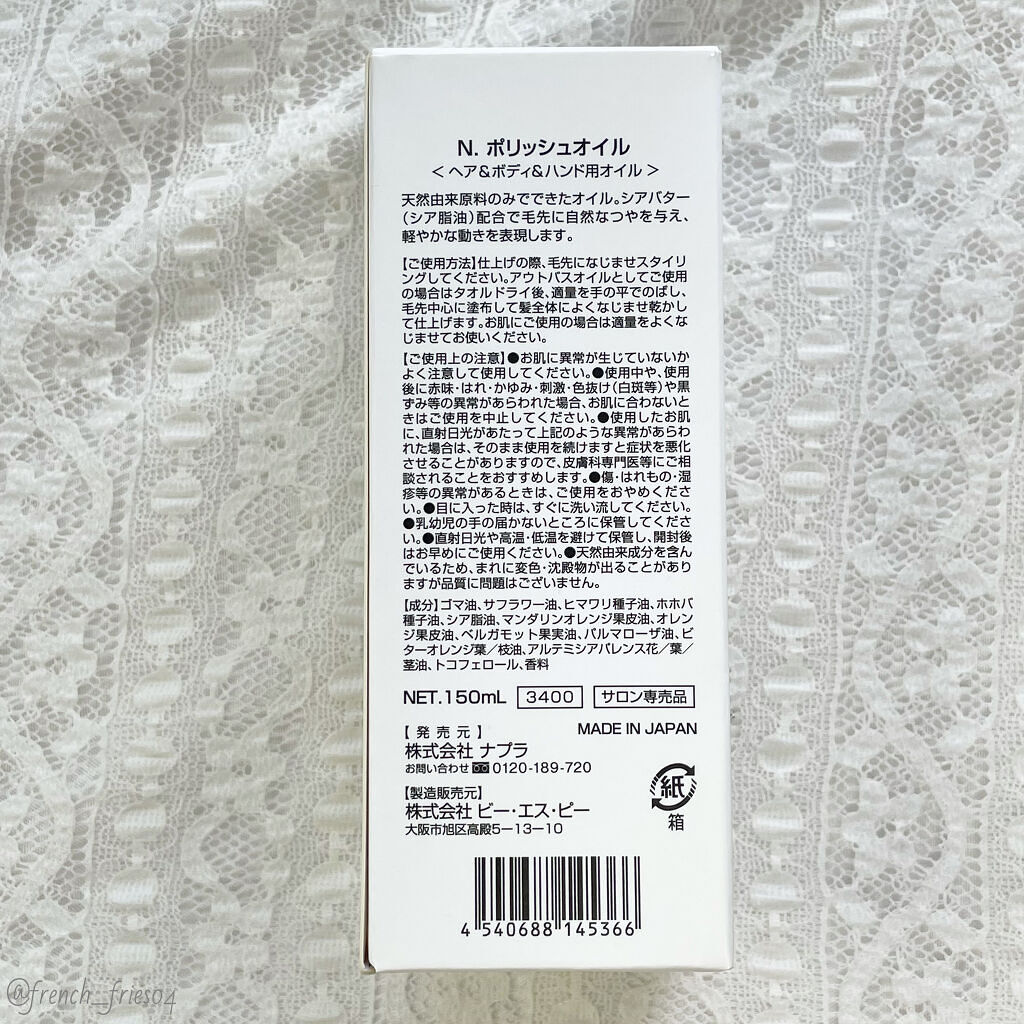 N. ポリッシュオイル
< ヘア&ボディ&ハンド用オイル >
天然由来原料のみでできたオイル。シアバター
(シア脂油)配合で毛先に自然なつやを与え、
軽やかな動きを表現します。
【ご使用方法】仕上げの際、毛先になじませスタイリ
ングしてください。アウトバスオイルとしてご使用
の場合はタオルドライ後、適量を手の平でのばし、
毛先中心に塗布して髪全体によくなじませ乾かし
て仕上げます。お肌にご使用の場合は適量をよくな
じませてお使いください。
【ご使用上の注意】●お肌に異常が生じていないか
よく注意して使用してください。●使用中や、使用
後に赤味・はれ・かゆみ・刺激・色抜け(白斑等)や黒
ずみ等の異常があらわれた場合、お肌に合わないと
きはご使用を中止してください。●使用したお肌
に、直射日光があたって上記のような異常があらわ
れた場合は、そのまま使用を続けますと症状を悪化
させることがありますので、皮膚科専門医等にご相
談されることをおすすめします。●傷・はれもの・湿
疹等の異常があるときは、ご使用をおやめくださ
い。●目に入った時は、すぐに洗い流してください。
●乳幼児の手の届かないところに保管してくださ
い。●直射日光や高温・低温を避けて保管し、開封後
はお早めにご使用ください。●天然由来成分を含ん
でいるため、まれに変色・沈殿物が出ることがあり
ますが品質に問題はございません。
【成分】ゴマ油、サフラワー油、ヒマワリ種子油、ホホバ
種子油、シア脂油、マンダリンオレンジ果皮油、オレン
ジ果皮油、ベルガモット果実油、パルマローザ油、ビ
ターオレンジ葉/枝油、アルテミシアパレンス花/葉/
茎油、トコフェロール、香料
NET.150mL 3400 サロン専売品
【発売元】 MADE IN JAPAN
株式会社 ナプラ
お問い合わせ 0120-189-720
【製造販売元】
株式会社 ビー・エス・ピー
大阪市旭区高殿5-13-10
紙
箱
4 540688 145366
@french_fries04